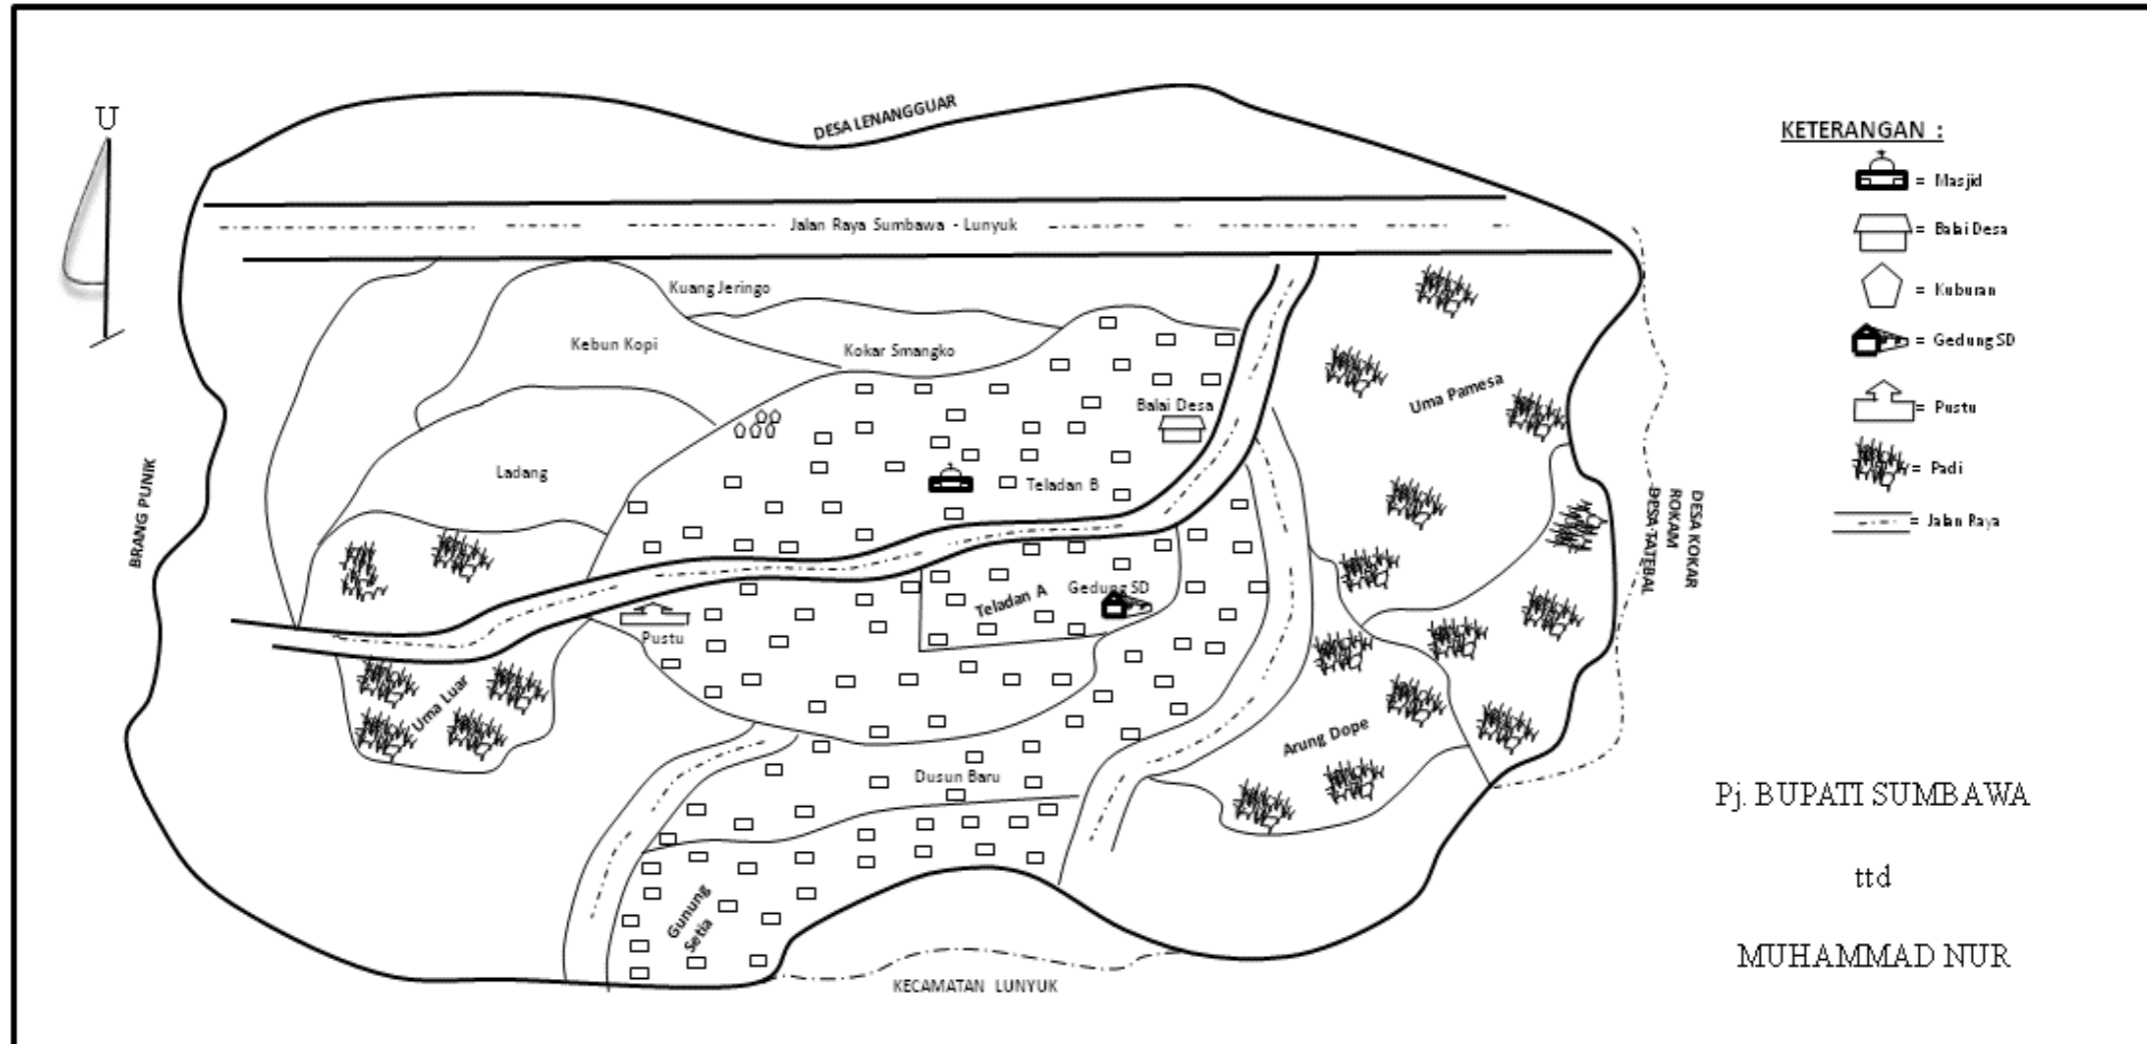 U
DESA LENANGGUAR
KETERANGAN :
= Masjid
= Balai Desa
= Kuburan
= Gedung SD
= Pustu
= Padi
= Jalan Raya
Jalan Raya Sumbawa - Lunyuk
Kuang Jeringo
Kebun Kopi
Kokar Smangko
Uma Pamesa
Balai Desa
Ladang
Teladan B
BRANG PUNIK
DESA KOKAR
ROKAM
DESA TATEBAL
Teladan A
Gedung SD
Pustu
Uma Luar
Arung Dope
Dusun Baru
Gunung
Setia
KECAMATAN LUNYUK
Pj. BUPATI SUMBAWA
ttd
MUHAMMAD NUR